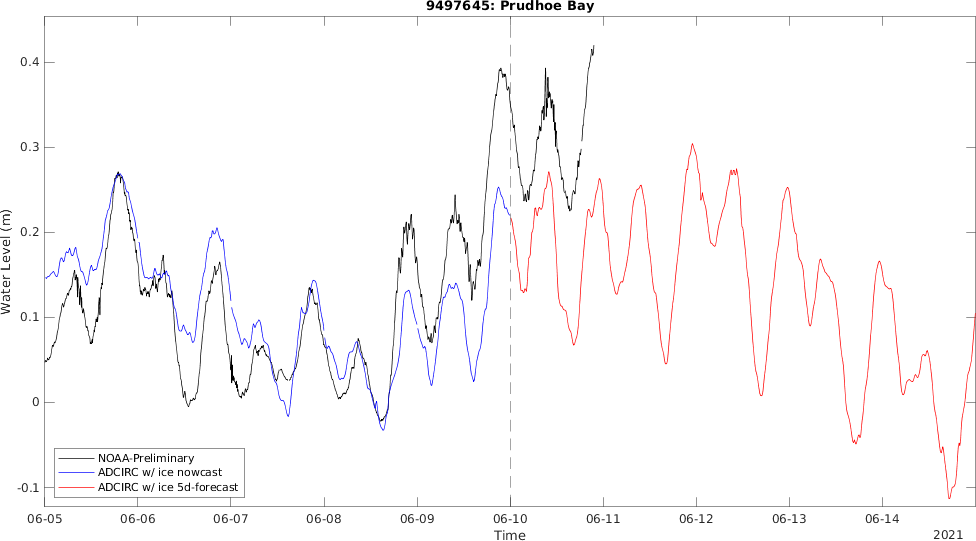 9497645: Prudhoe Bay
Water Level (m)
0.4
0.3
0.2
0.1
0
-0.1
NOAA-Preliminary
ADCIRC w/ ice nowcast
ADCIRC w/ ice 5d-forecast
06-05 06-06 06-07 06-08 06-09 06-10 06-11 06-12 06-13 06-14
Time
2021